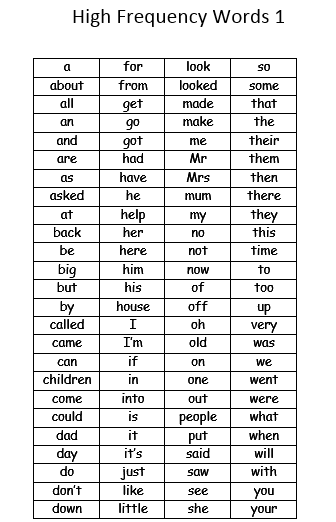 High Frequency Words 1
a for look so
about from looked some
all get made that
an go make the
and got me their
are had Mr them
as have Mrs then
asked he mum there
at help my they
back her no this
be here not time
big him now to
but his of too
by house off up
called I oh very
came I'm old was
can if on we
children in one went
come into out were
could is people what
dad it put when
day it's said will
do just saw with
don't like see you
down little she your